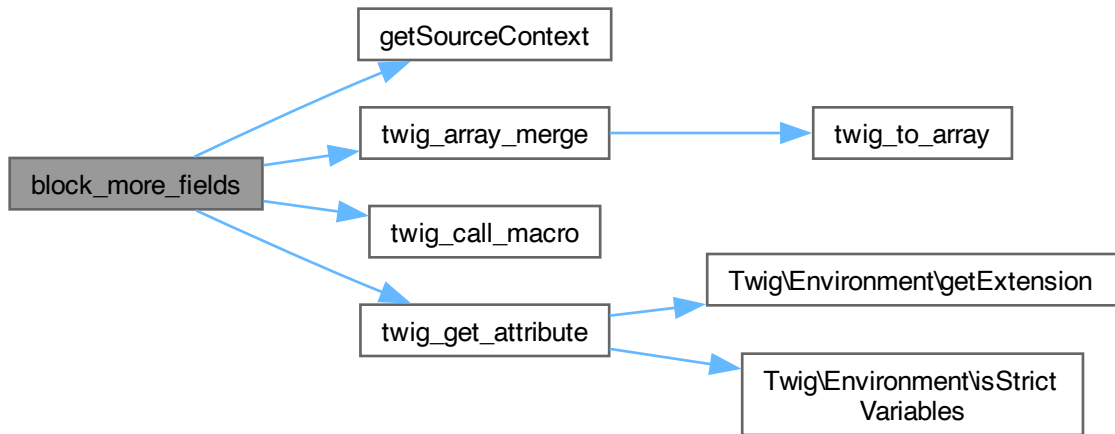 getSourceContext
twig_array_merge
twig_to_array
block_more_fields
twig_call_macro
Twig\Environment\getExtension
twig_get_attribute
Twig\Environment\isStrict
Variables